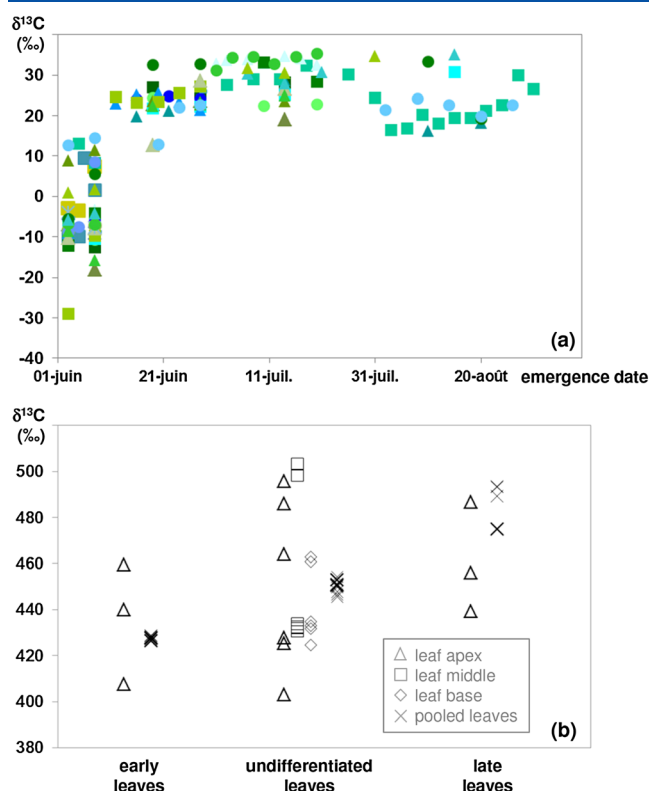 δ¹³C
(‰)
30
20
10
0
-10
-20
-30
-40
(a)
01-juin 21-juin 11-juil. 31-juil. 20-août emergence date
δ¹³C
(‰)
500
480
460
440
420
400
380
leaf apex
leaf middle
leaf base
pooled leaves
(b)
early undifferentiated late
leaves leaves leaves